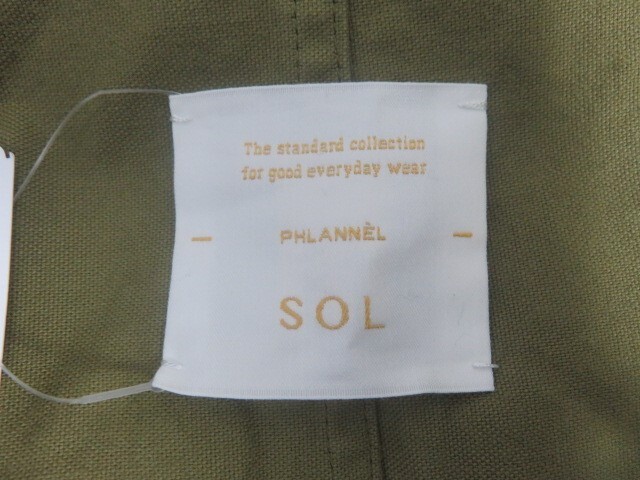 The standard collection
for good everyday wear
— PHLANNÈL —
SOL